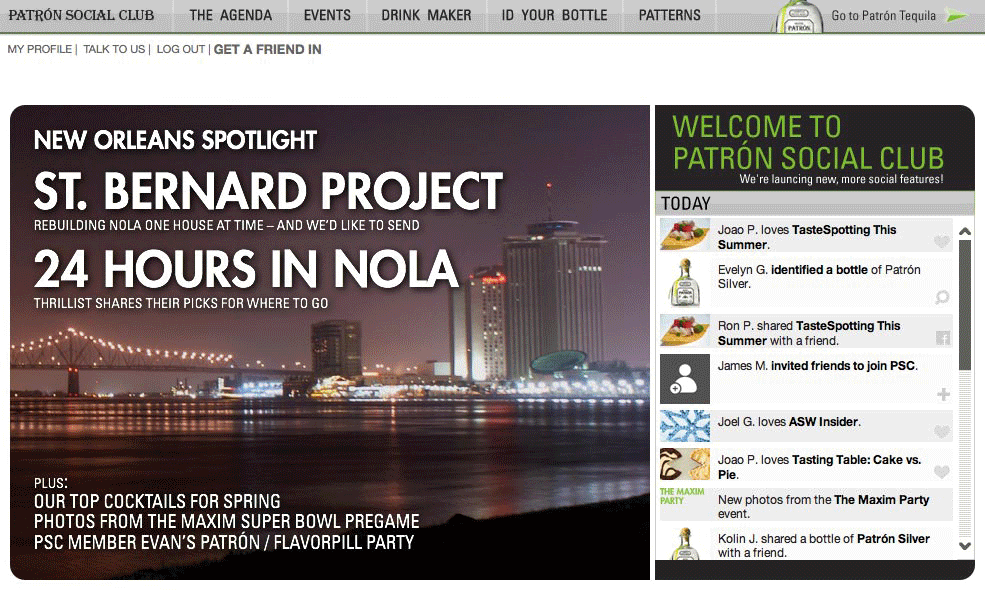 PATRÓN SOCIAL CLUB
THE AGENDA
EVENTS
DRINK MAKER
ID YOUR BOTTLE
PATTERNS
PATRÓN
Go to Patrón Tequila
MY PROFILE | TALK TO US | LOG OUT | GET A FRIEND IN
NEW ORLEANS SPOTLIGHT
ST. BERNARD PROJECT
REBUILDING NOLA ONE HOUSE AT TIME – AND WE'D LIKE TO SEND
24 HOURS IN NOLA
THRILLIST SHARES THEIR PICKS FOR WHERE TO GO
PLUS:
OUR TOP COCKTAILS FOR SPRING
PHOTOS FROM THE MAXIM SUPER BOWL PREGAME
PSC MEMBER EVAN'S PATRÓN / FLAVORPILL PARTY
WELCOME TO
PATRÓN SOCIAL CLUB
We're launcing new, more social features!
TODAY
Joao P. loves TasteSpotting This
Summer.
Evelyn G. identified a bottle of Patrón
Silver.
Ron P. shared TasteSpotting This
Summer with a friend.
James M. invited friends to join PSC.
Joel G. loves ASW Insider.
Joao P. loves Tasting Table: Cake vs.
Pie.
THE MAXIM
PARTY
New photos from the The Maxim Party
event.
Kolin J. shared a bottle of Patrón Silver
with a friend.